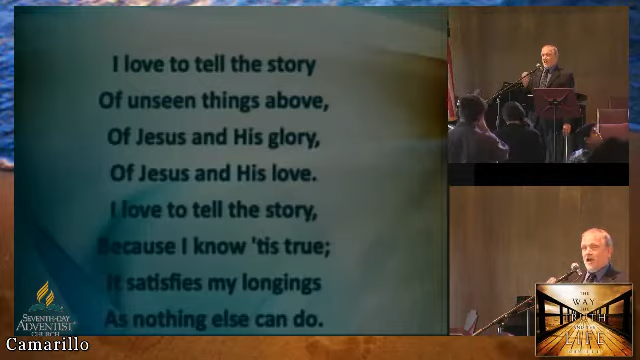 I love to tell the story
Of unseen things above,
Of Jesus and His glory,
Of Jesus and His love.
I love to tell the story,
Because I know 'tis true;
It satisfies my longings
As nothing else can do.
SEVENTH-DAY
ADVENTIST
CHURCH
Camarillo
THE
WAY
THE
TRUTH
AND THE
LIFE